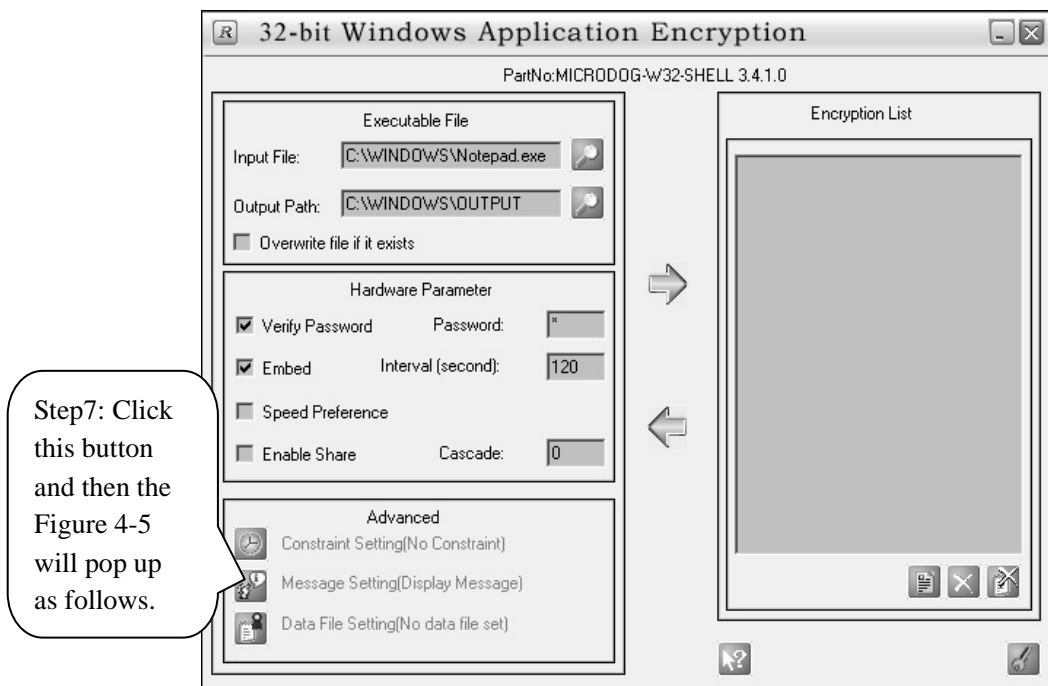 R 32-bit Windows Application Encryption
PartNo:MICRODOG-W32-SHELL 3.4.1.0
Executable File
Input File: C:\WINDOWS\Notepad.exe
Output Path: C:\WINDOWS\OUTPUT
Overwrite file if it exists
Hardware Parameter
Verify Password Password: *
Embed Interval (second): 120
Speed Preference
Enable Share Cascade: 0
Advanced
Constraint Setting(No Constraint)
Message Setting(Display Message)
Data File Setting(No data file set)
Encryption List
Step7: Click
this button
and then the
Figure 4-5
will pop up
as follows.